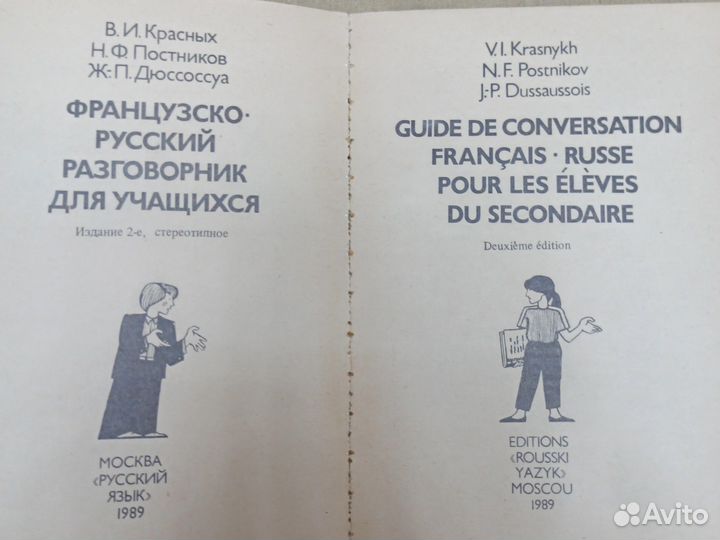 В. И. Красных
Н. Ф. Постников
Ж.-П. Дюссоссуа
ФРАНЦУЗСКО-
РУССКИЙ
РАЗГОВОРНИК
ДЛЯ УЧАЩИХСЯ
Издание 2-е, стереотипное
МОСКВА
«РУССКИЙ
ЯЗЫК»
1989
V. I. Krasnykh
N. F. Postnikov
J.-P. Dussaussois
GUIDE DE CONVERSATION
FRANÇAIS · RUSSE
POUR LES ÉLÈVES
DU SECONDAIRE
Deuxième édition
EDITIONS
«ROUSSKI
YAZYK»
MOSCOU
1989
Avito